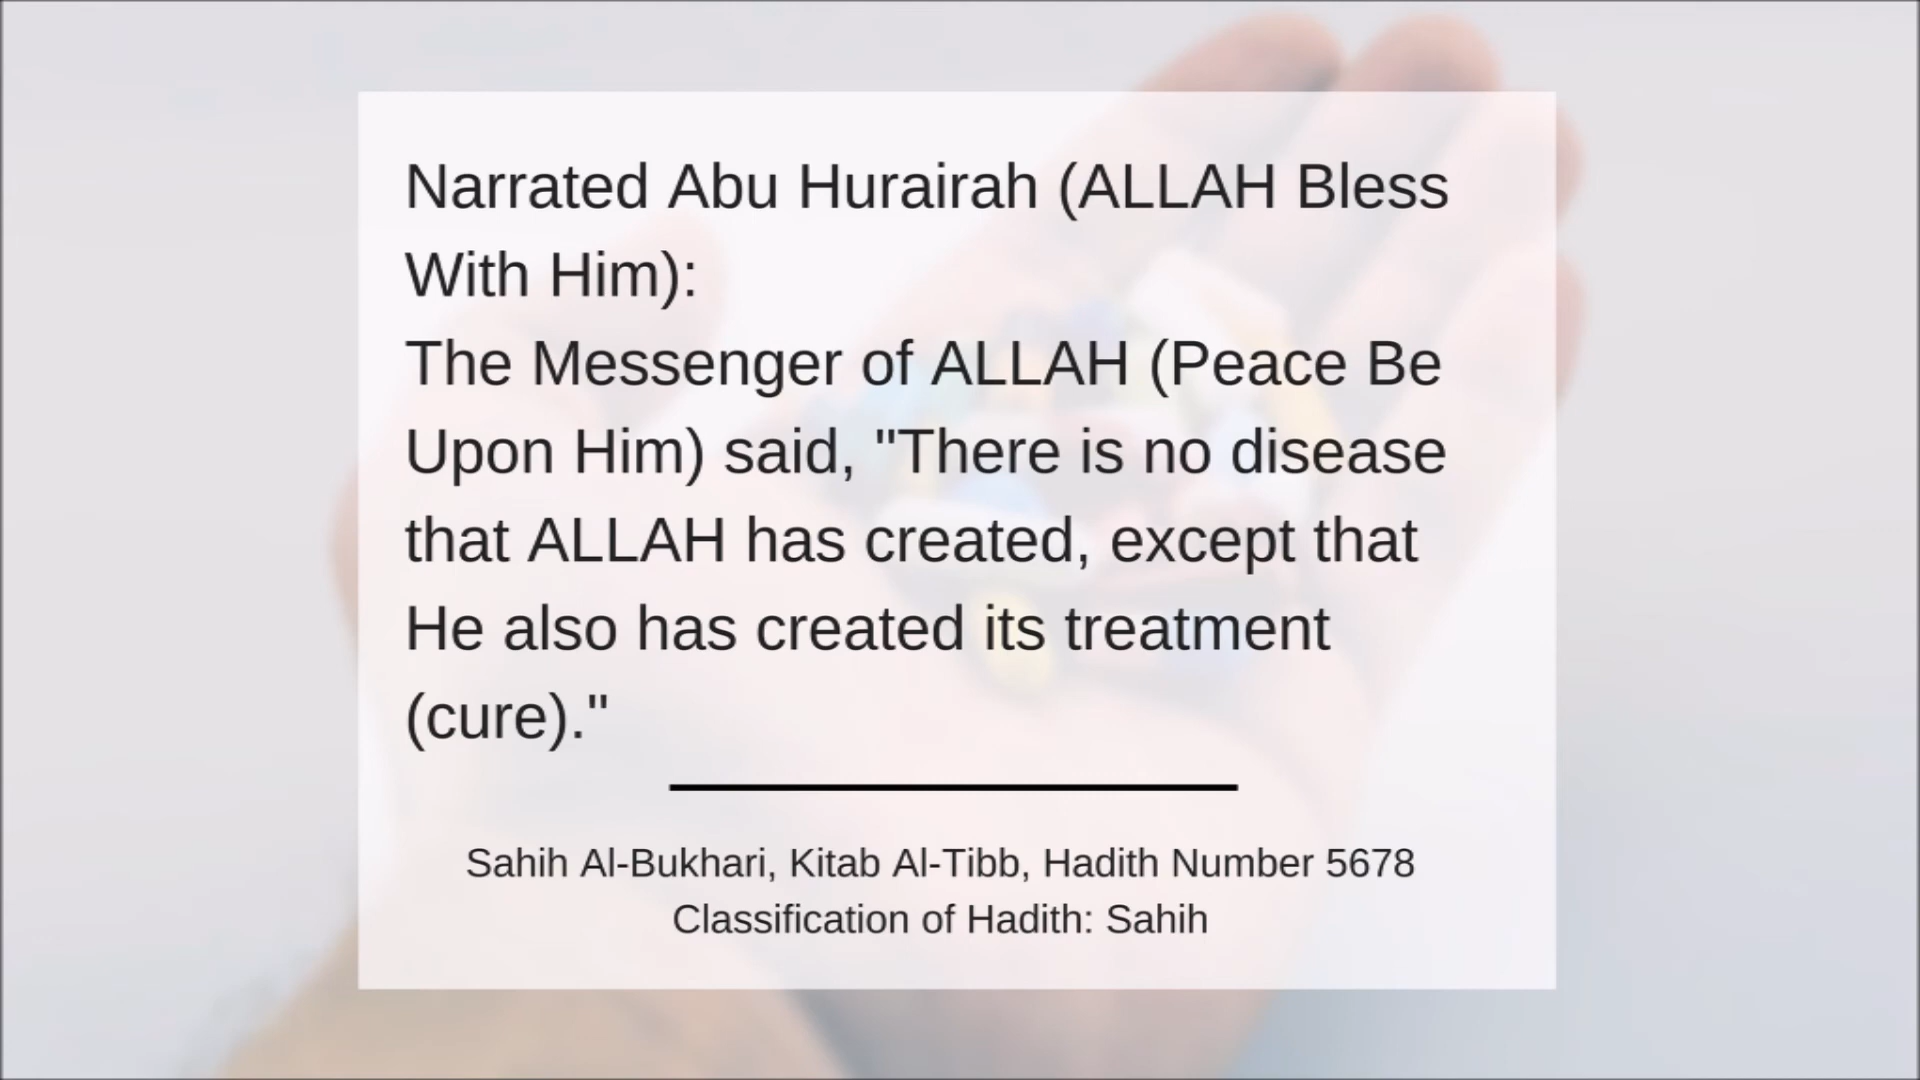 Narrated Abu Hurairah (ALLAH Bless
With Him):
The Messenger of ALLAH (Peace Be
Upon Him) said, "There is no disease
that ALLAH has created, except that
He also has created its treatment
(cure)."
Sahih Al-Bukhari, Kitab Al-Tibb, Hadith Number 5678
Classification of Hadith: Sahih